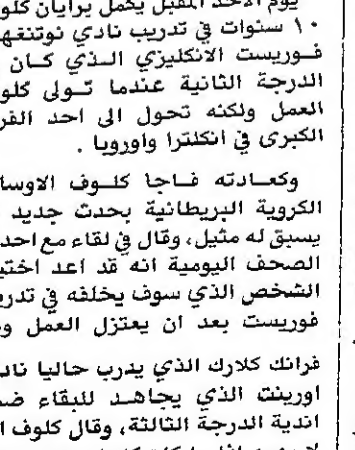 يوم الاحد المقبل يكمل برايان كلو
١٠ سنوات في تدريب نادي نوتنغها
فوريست الانكليزي الذي كان
الدرجة الثانية عندما تولى كلو
العمل ولكنه تحول الى احد الفر
الكبرى في انكلترا واوروبا .
وكعادته فاجا كلوف الاوسا
الكروية البريطانية بحدث جديد
يسبق له مثيل، وقال في لقاء مع احد
الصحف اليومية انه قد اعد اختي
الشخص الذي سوف يخلفه في تدري
فوريست بعد ان يعتزل العمل و
فرانك كلارك الذي يدرب حاليا ناد
اورينت الذي يجاهد للبقاء ض
اندية الدرجة الثالثة، وقال كلوف ا